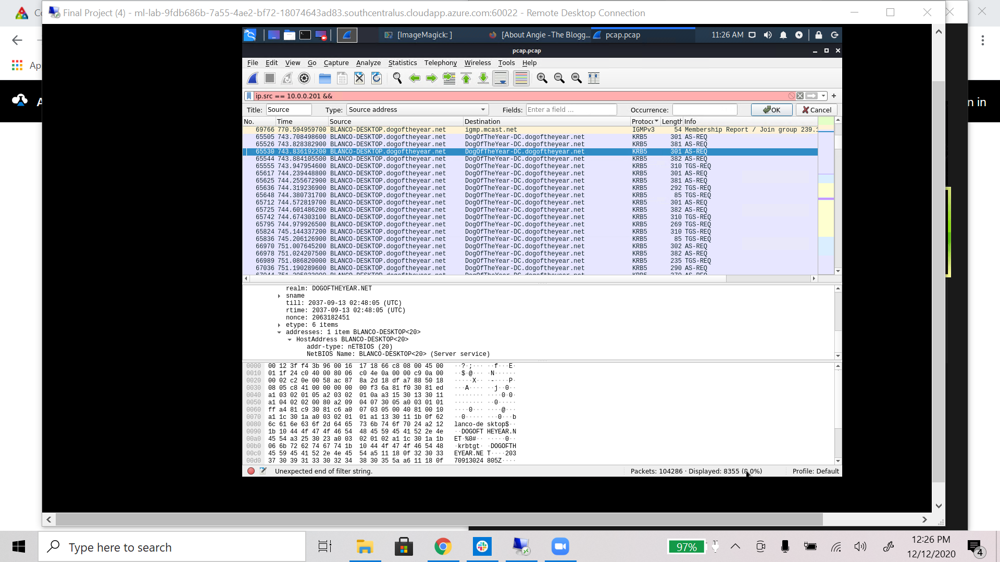 Final Project (4) - ml-lab-9fdb686b-7a55-4ae2-bf72-18074643ad83.southcentralus.cloudapp.azure.com:60022 - Remote Desktop Connection
[ImageMagick: ]
[About Angie -The Blogg...
pcap.pcap
11:26 AM
pcap.pcap
File Edit View Go Capture Analyze Statistics Telephony Wireless Tools Help
ip.src == 10.0.0.201 &&
Title: Source Type: Source address Fields: Enter a field ... Occurrence: OK Cancel
No. Time Source Destination Protoco Length Info
69766 770.594959700 BLANCO-DESKTOP.dogoftheyear.net igmp.mcast.net IGMPv3 54 Membership Report / Join group 239.1
65505 743.708498600 BLANCO-DESKTOP.dogoftheyear.net DogOfTheYear-DC.dogoftheyear.net KRB5 301 AS-REQ
65526 743.828382900 BLANCO-DESKTOP.dogoftheyear.net DogOfTheYear-DC.dogoftheyear.net KRB5 381 AS-REQ
65530 743.836192200 BLANCO-DESKTOP.dogoftheyear.net DogOfTheYear-DC.dogoftheyear.net KRB5 301 AS-REQ
65544 743.884105500 BLANCO-DESKTOP.dogoftheyear.net DogOfTheYear-DC.dogoftheyear.net KRB5 382 AS-REQ
65555 743.947954600 BLANCO-DESKTOP.dogoftheyear.net DogOfTheYear-DC.dogoftheyear.net KRB5 310 TGS-REQ
65617 744.239448800 BLANCO-DESKTOP.dogoftheyear.net DogOfTheYear-DC.dogoftheyear.net KRB5 301 AS-REQ
65625 744.255672900 BLANCO-DESKTOP.dogoftheyear.net DogOfTheYear-DC.dogoftheyear.net KRB5 381 AS-REQ
65636 744.319236900 BLANCO-DESKTOP.dogoftheyear.net DogOfTheYear-DC.dogoftheyear.net KRB5 292 TGS-REQ
65648 744.380731700 BLANCO-DESKTOP.dogoftheyear.net DogOfTheYear-DC.dogoftheyear.net KRB5 85 TGS-REQ
65712 744.572819700 BLANCO-DESKTOP.dogoftheyear.net DogOfTheYear-DC.dogoftheyear.net KRB5 301 AS-REQ
65725 744.601486200 BLANCO-DESKTOP.dogoftheyear.net DogOfTheYear-DC.dogoftheyear.net KRB5 382 AS-REQ
65742 744.674303100 BLANCO-DESKTOP.dogoftheyear.net DogOfTheYear-DC.dogoftheyear.net KRB5 310 TGS-REQ
65795 744.979926500 BLANCO-DESKTOP.dogoftheyear.net DogOfTheYear-DC.dogoftheyear.net KRB5 269 TGS-REQ
65824 745.144337200 BLANCO-DESKTOP.dogoftheyear.net DogOfTheYear-DC.dogoftheyear.net KRB5 310 TGS-REQ
65836 745.206126900 BLANCO-DESKTOP.dogoftheyear.net DogOfTheYear-DC.dogoftheyear.net KRB5 85 TGS-REQ
66970 751.007645200 BLANCO-DESKTOP.dogoftheyear.net DogOfTheYear-DC.dogoftheyear.net KRB5 302 AS-REQ
66978 751.024207500 BLANCO-DESKTOP.dogoftheyear.net DogOfTheYear-DC.dogoftheyear.net KRB5 382 AS-REQ
66989 751.086820000 BLANCO-DESKTOP.dogoftheyear.net DogOfTheYear-DC.dogoftheyear.net KRB5 235 TGS-REQ
67036 751.190289600 BLANCO-DESKTOP.dogoftheyear.net DogOfTheYear-DC.dogoftheyear.net KRB5 290 AS-REQ
realm: DOGOFTHEYEAR.NET
sname
till: 2037-09-13 02:48:05 (UTC)
rtime: 2037-09-13 02:48:05 (UTC)
nonce: 2063182451
etype: 6 items
addresses: 1 item BLANCO-DESKTOP<20>
HostAddress BLANCO-DESKTOP<20>
addr-type: nETBIOS (20)
NetBIOS Name: BLANCO-DESKTOP<20> (Server service)
0000 00 12 3f f4 3b 96 00 16 17 18 66 c8 08 00 45 00 ··?·;··· ··f···E·
0010 01 1f 24 c0 40 00 80 06 c0 4e 0a 00 00 c9 0a 00 ··$·@··· ·N······
0020 00 02 c2 0e 00 58 ac 87 8a 2d 18 df a7 88 50 18 ·····X·· ·-····P·
0030 08 05 c8 41 00 00 00 00 00 f3 6a 81 f0 30 81 ed ···A···· ··j··0··
0040 a1 03 02 01 05 a2 03 02 01 0a a3 15 30 13 30 11 ········ ····0·0·
0050 a1 04 02 02 00 80 a2 09 04 07 30 05 a0 03 01 01 ········ ··0·····
0060 ff a4 81 c9 30 81 c6 a0 07 03 05 00 40 81 00 10 ····0··· ····@···
0070 a1 1c 30 1a a0 03 02 01 01 a1 13 30 11 1b 0f 62 ··0····· ···0···b
0080 6c 61 6e 63 6f 2d 64 65 73 6b 74 6f 70 24 a2 12 lanco-de sktop$··
0090 1b 10 44 4f 47 4f 46 54 48 45 59 45 41 52 2e 4e ··DOGOFT HEYEAR.N
00a0 45 54 a3 25 30 23 a0 03 02 01 02 a1 1c 30 1a 1b ET·%0#·· ·····0··
00b0 06 6b 72 62 74 67 74 1b 10 44 4f 47 4f 46 54 48 ·krbtgt· ·DOGOFTH
00c0 45 59 45 41 52 2e 4e 45 54 a5 11 18 0f 32 30 33 EYEAR.NE T····203
00d0 37 30 39 31 33 30 32 34 38 30 35 5a a6 11 18 0f 70913024 805Z····
Unexpected end of filter string. Packets: 104286 · Displayed: 8355 (8.0%) Profile: Default
Ap
A
n in
Type here to search
97%
12:26 PM
12/12/2020
4